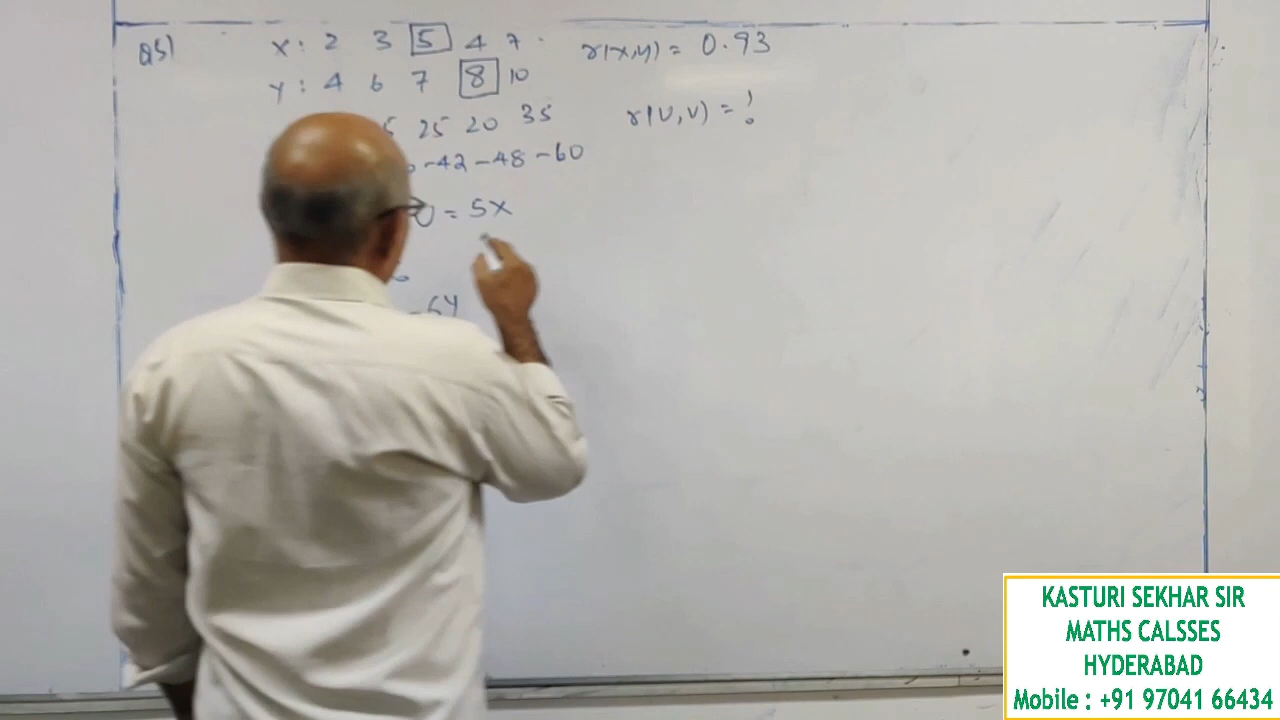 Q5)
X : 2 3 5 4 7
r(x,y) = 0.93
Y : 4 6 7 8 10
r(U,V) = ?
25 20 35
-42 -48 -60
U = 5X
-6Y
KASTURI SEKHAR SIR
MATHS CALSSES
HYDERABAD
Mobile : +91 97041 66434